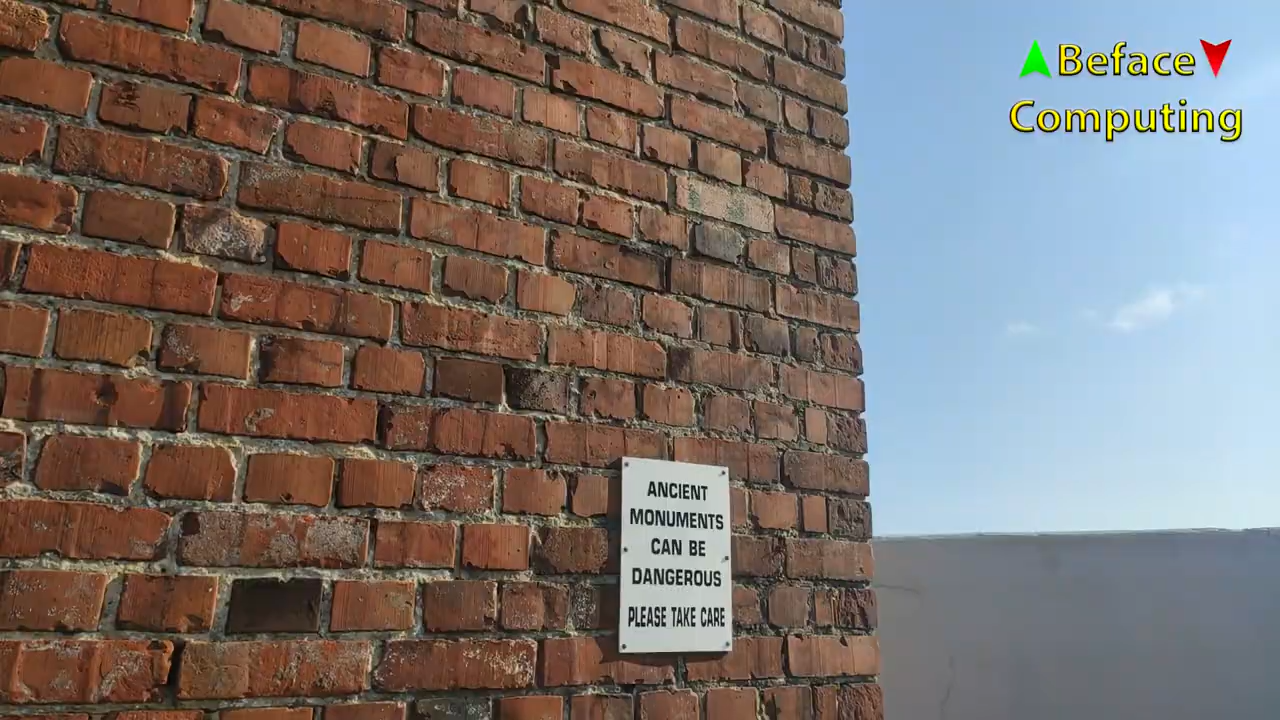 Beface
Computing
ANCIENT
MONUMENTS
CAN BE
DANGEROUS
PLEASE TAKE CARE